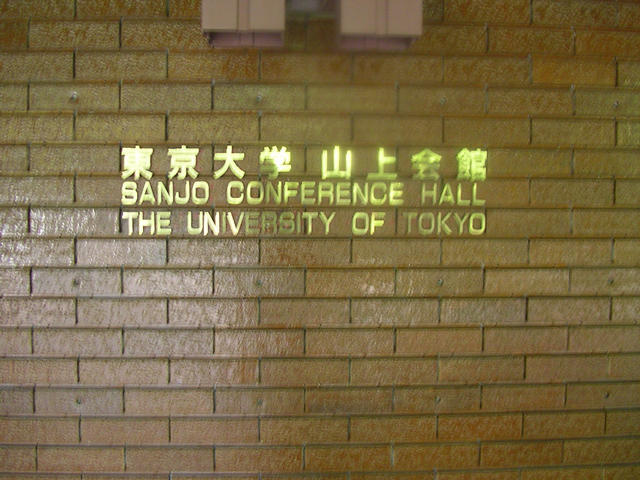 東京大学 山上会館
SANJO CONFERENCE HALL
THE UNIVERSITY OF TOKYO